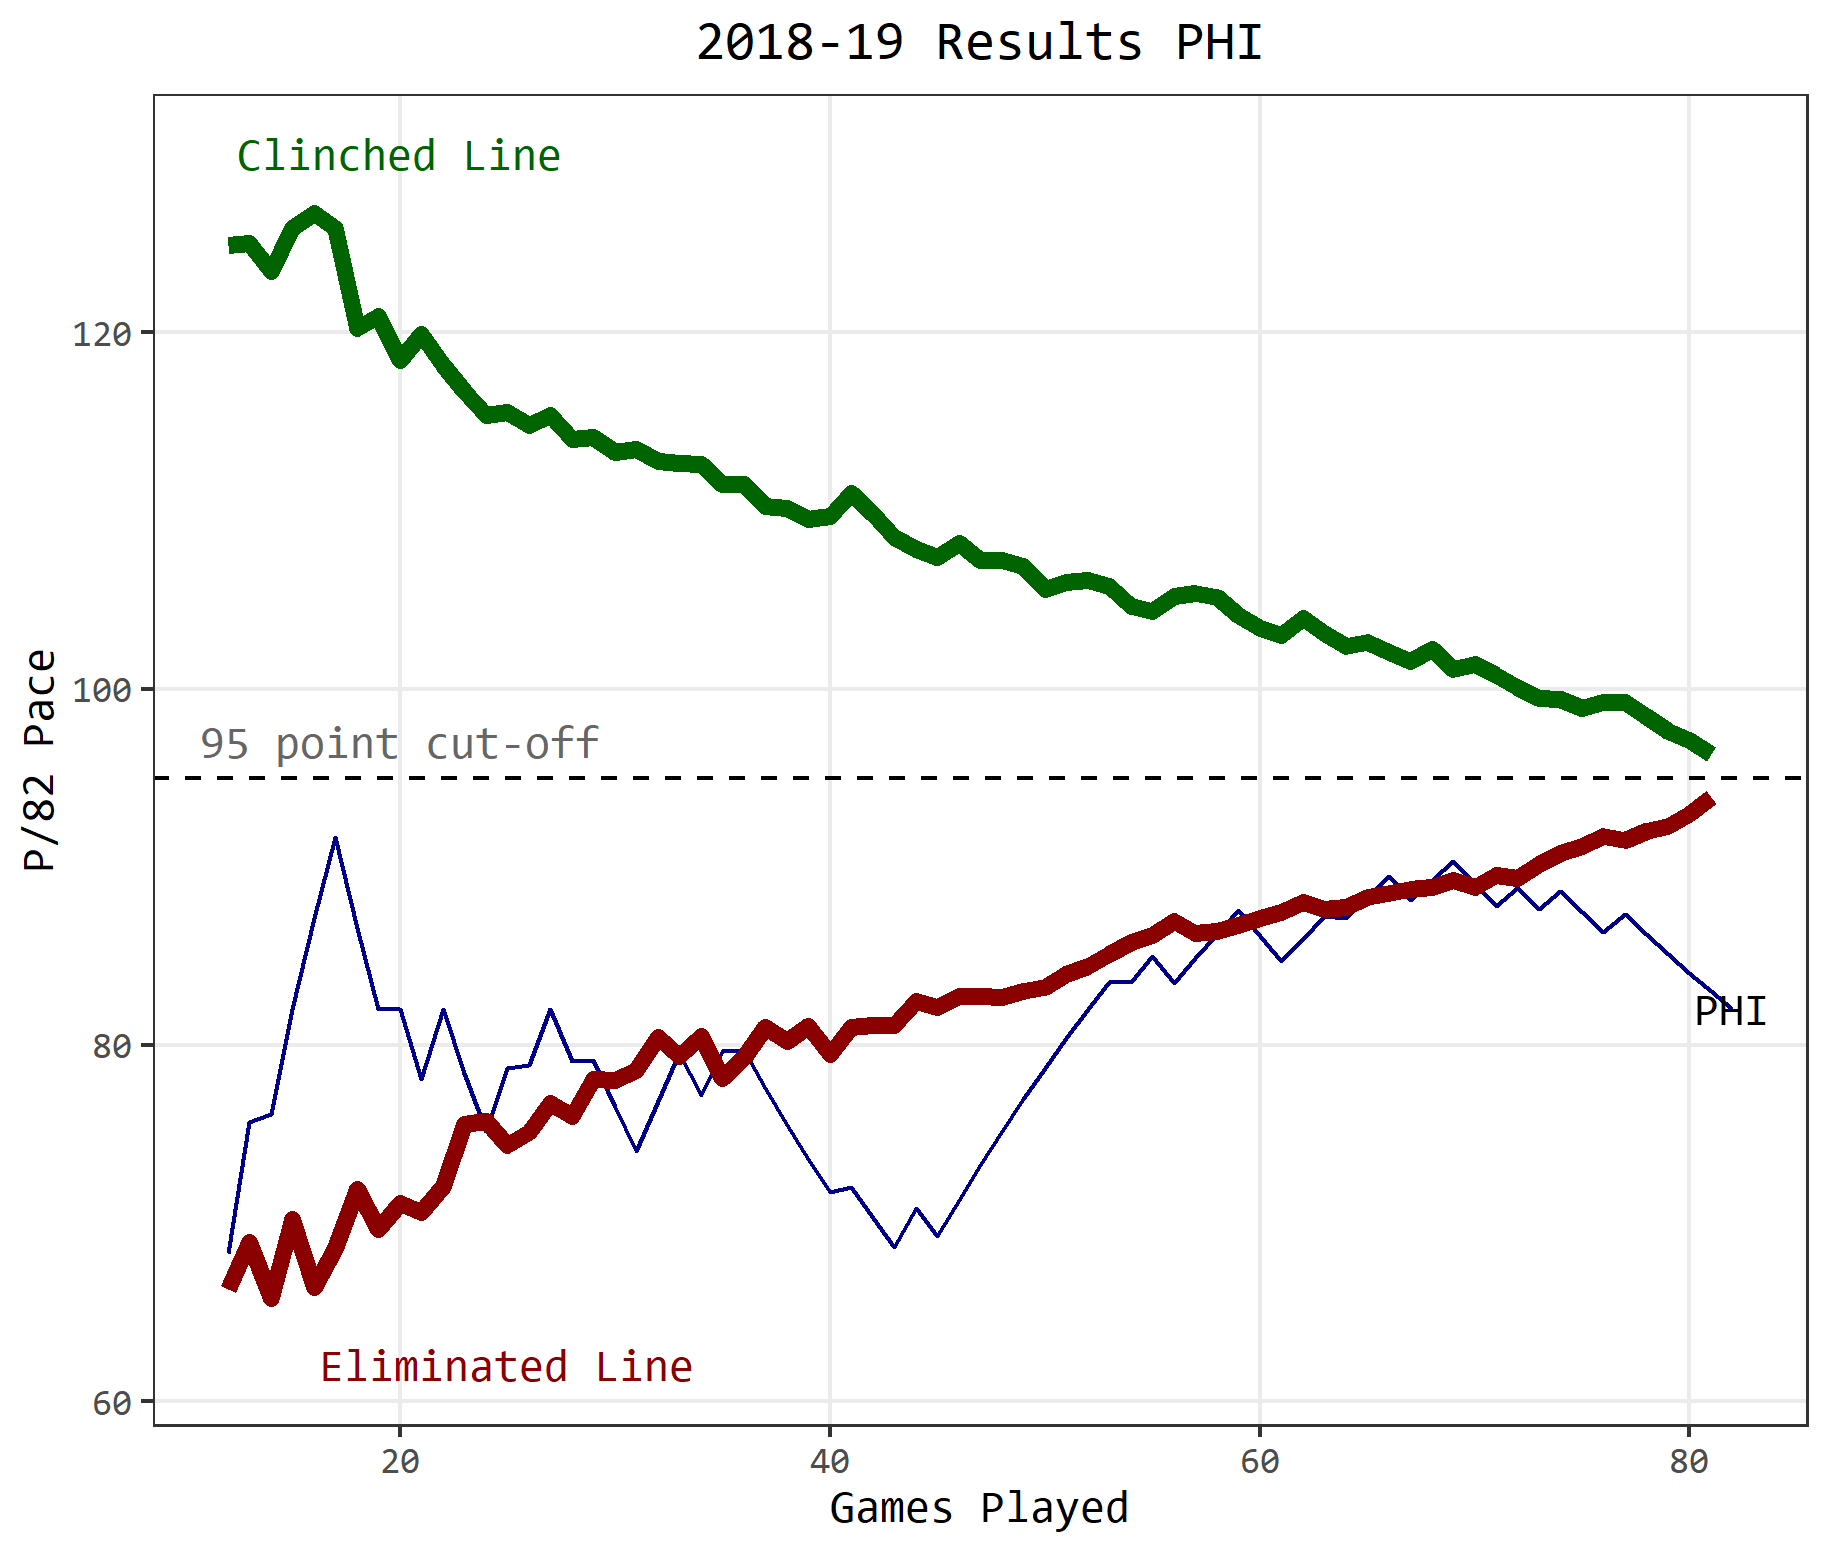 2018-19 Results PHI
Clinched Line
120
100
95 point cut-off
P/82 Pace
80
PHI
Eliminated Line
60
20 40 60 80
Games Played